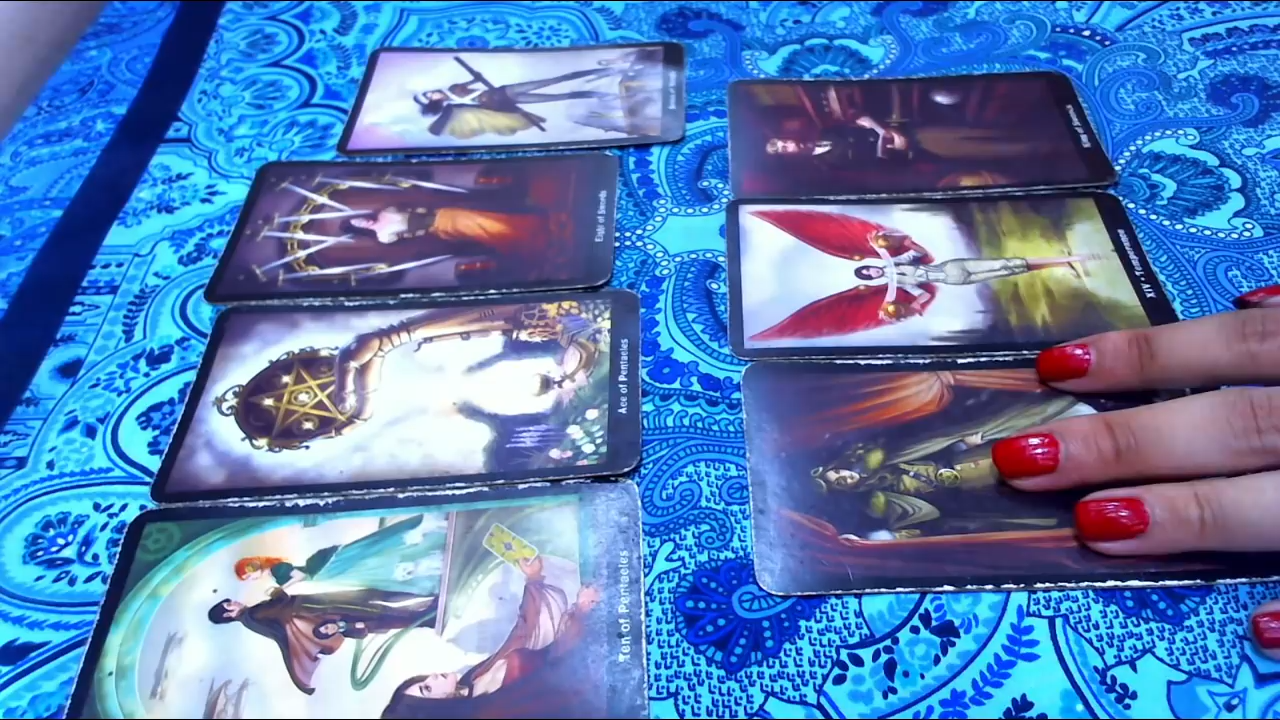 Eight of Swords
Ace of Pentacles
Ten of Pentacles
XIV • Temperance